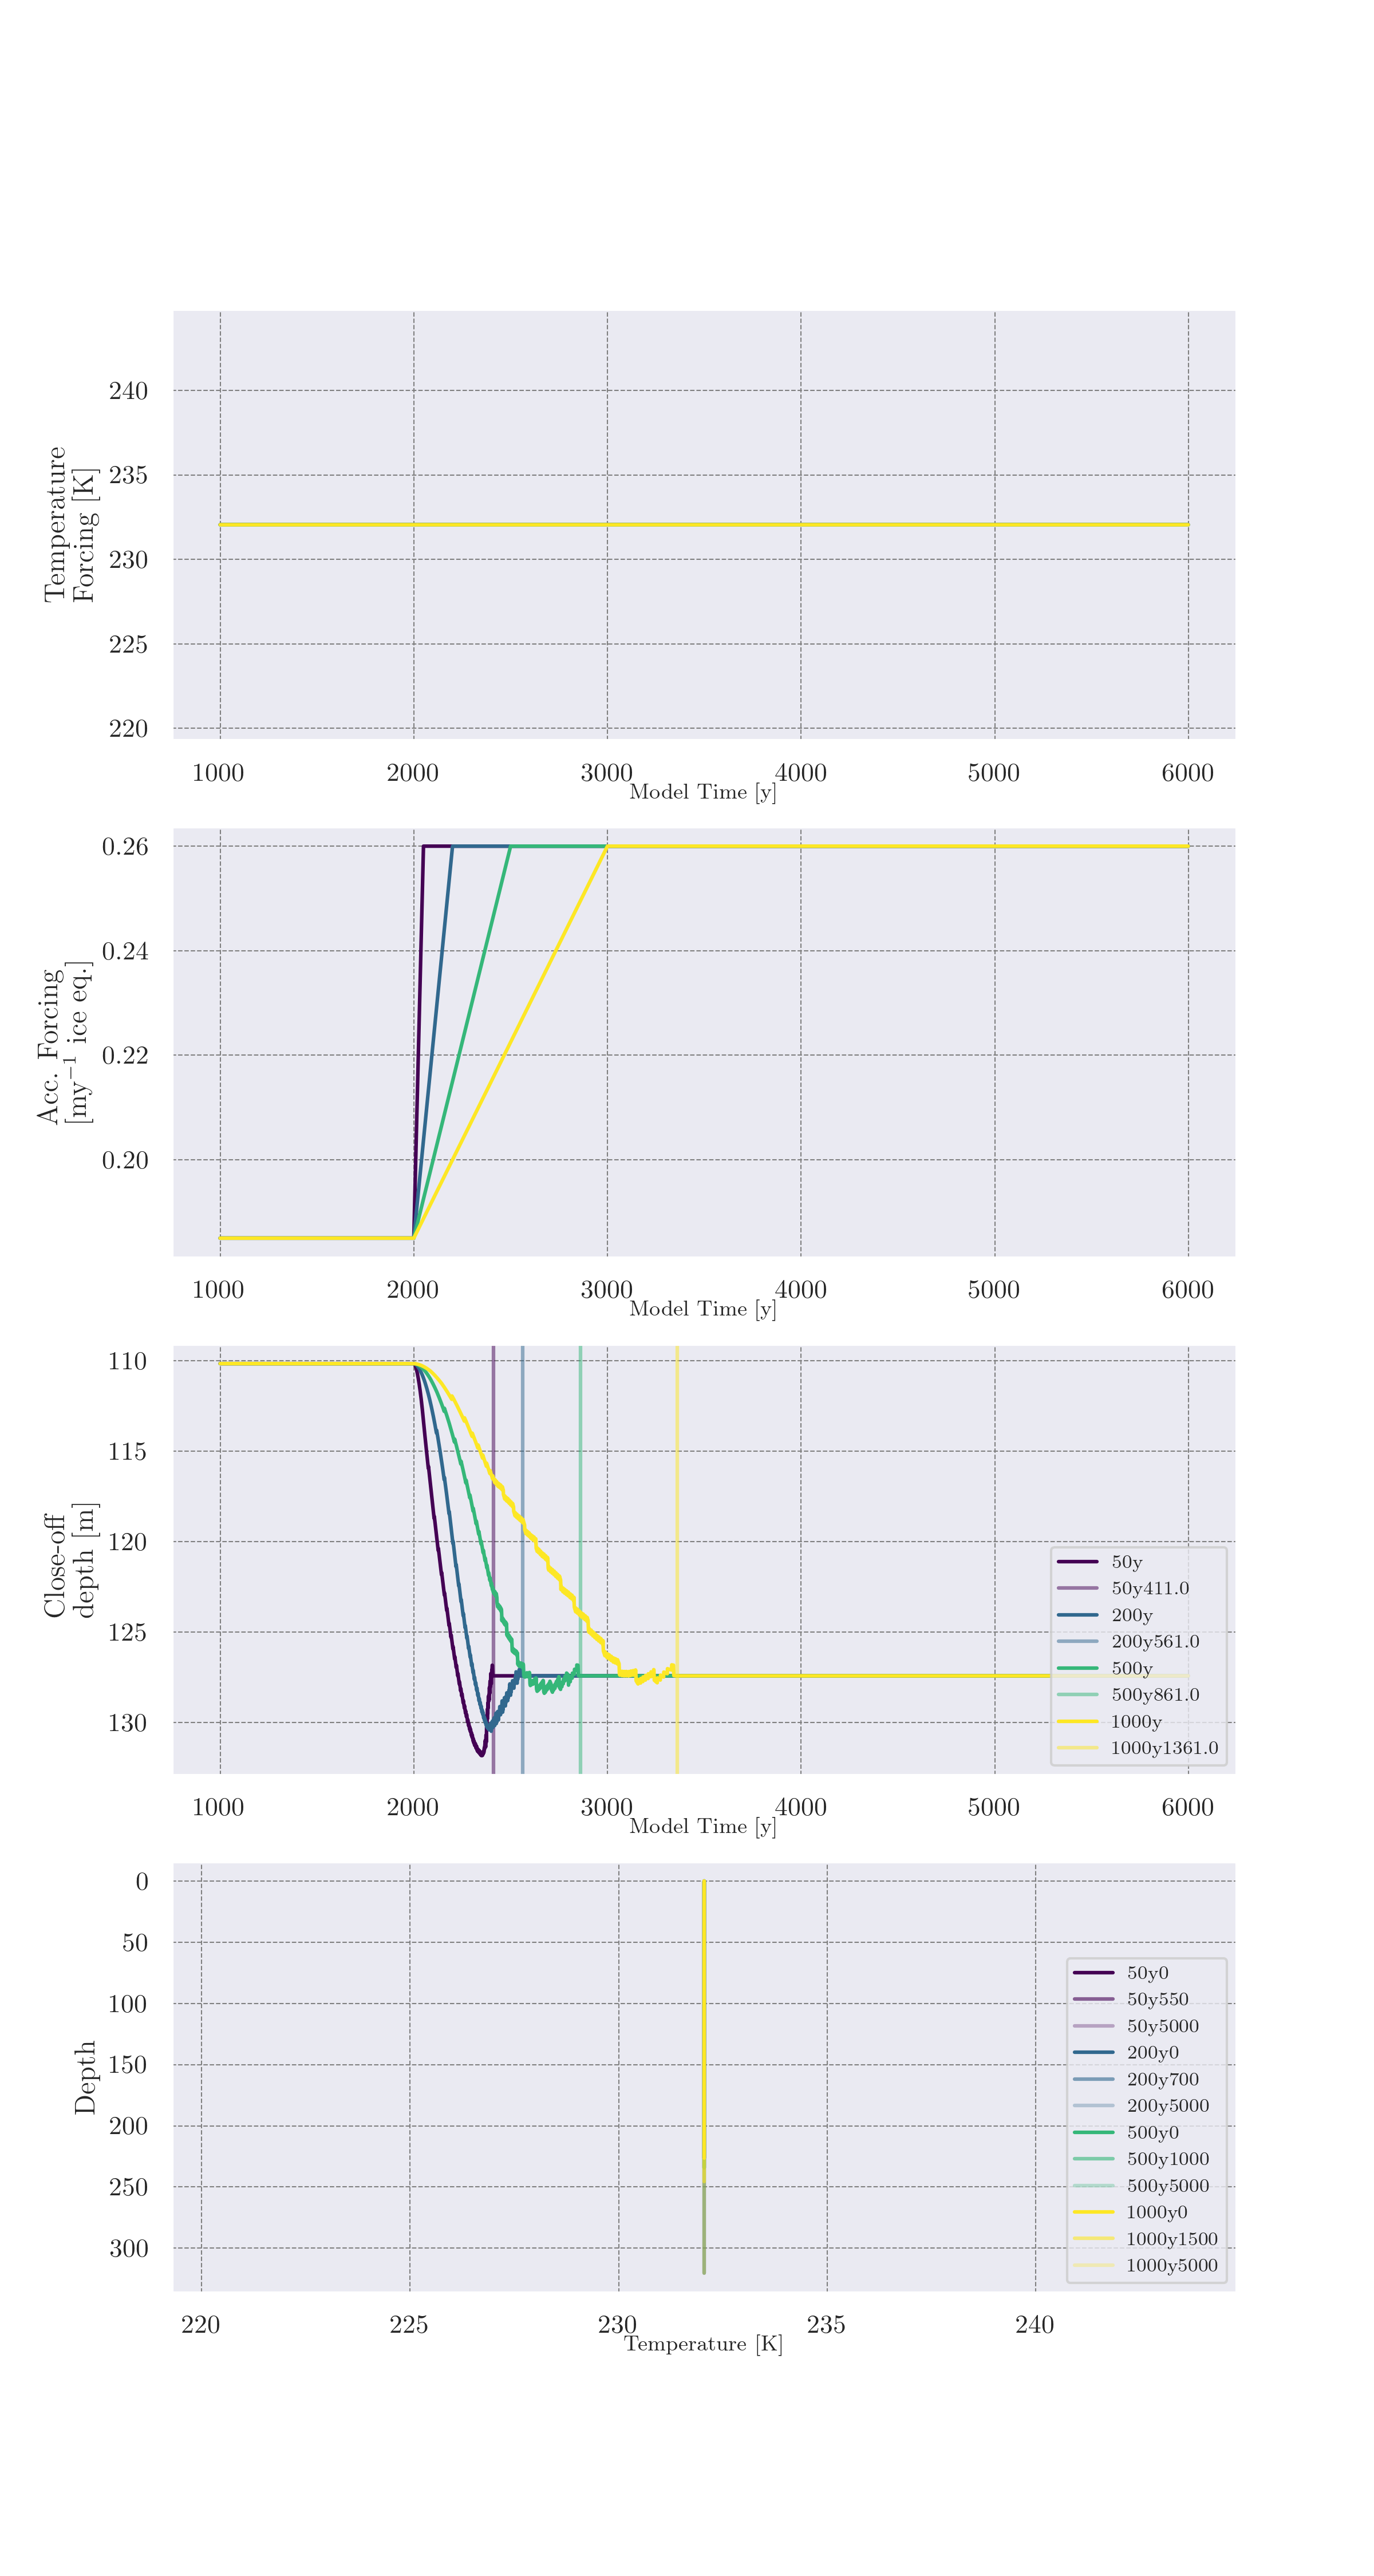 Temperature
Forcing [K]
240
235
230
225
220
1000 2000 3000 4000 5000 6000
Model Time [y]
Acc. Forcing
[my⁻¹ ice eq.]
0.26
0.24
0.22
0.20
1000 2000 3000 4000 5000 6000
Model Time [y]
Close-off
depth [m]
110
115
120
125
130
50y
50y411.0
200y
200y561.0
500y
500y861.0
1000y
1000y1361.0
1000 2000 3000 4000 5000 6000
Model Time [y]
Depth
0
50
100
150
200
250
300
50y0
50y550
50y5000
200y0
200y700
200y5000
500y0
500y1000
500y5000
1000y0
1000y1500
1000y5000
220 225 230 235 240
Temperature [K]